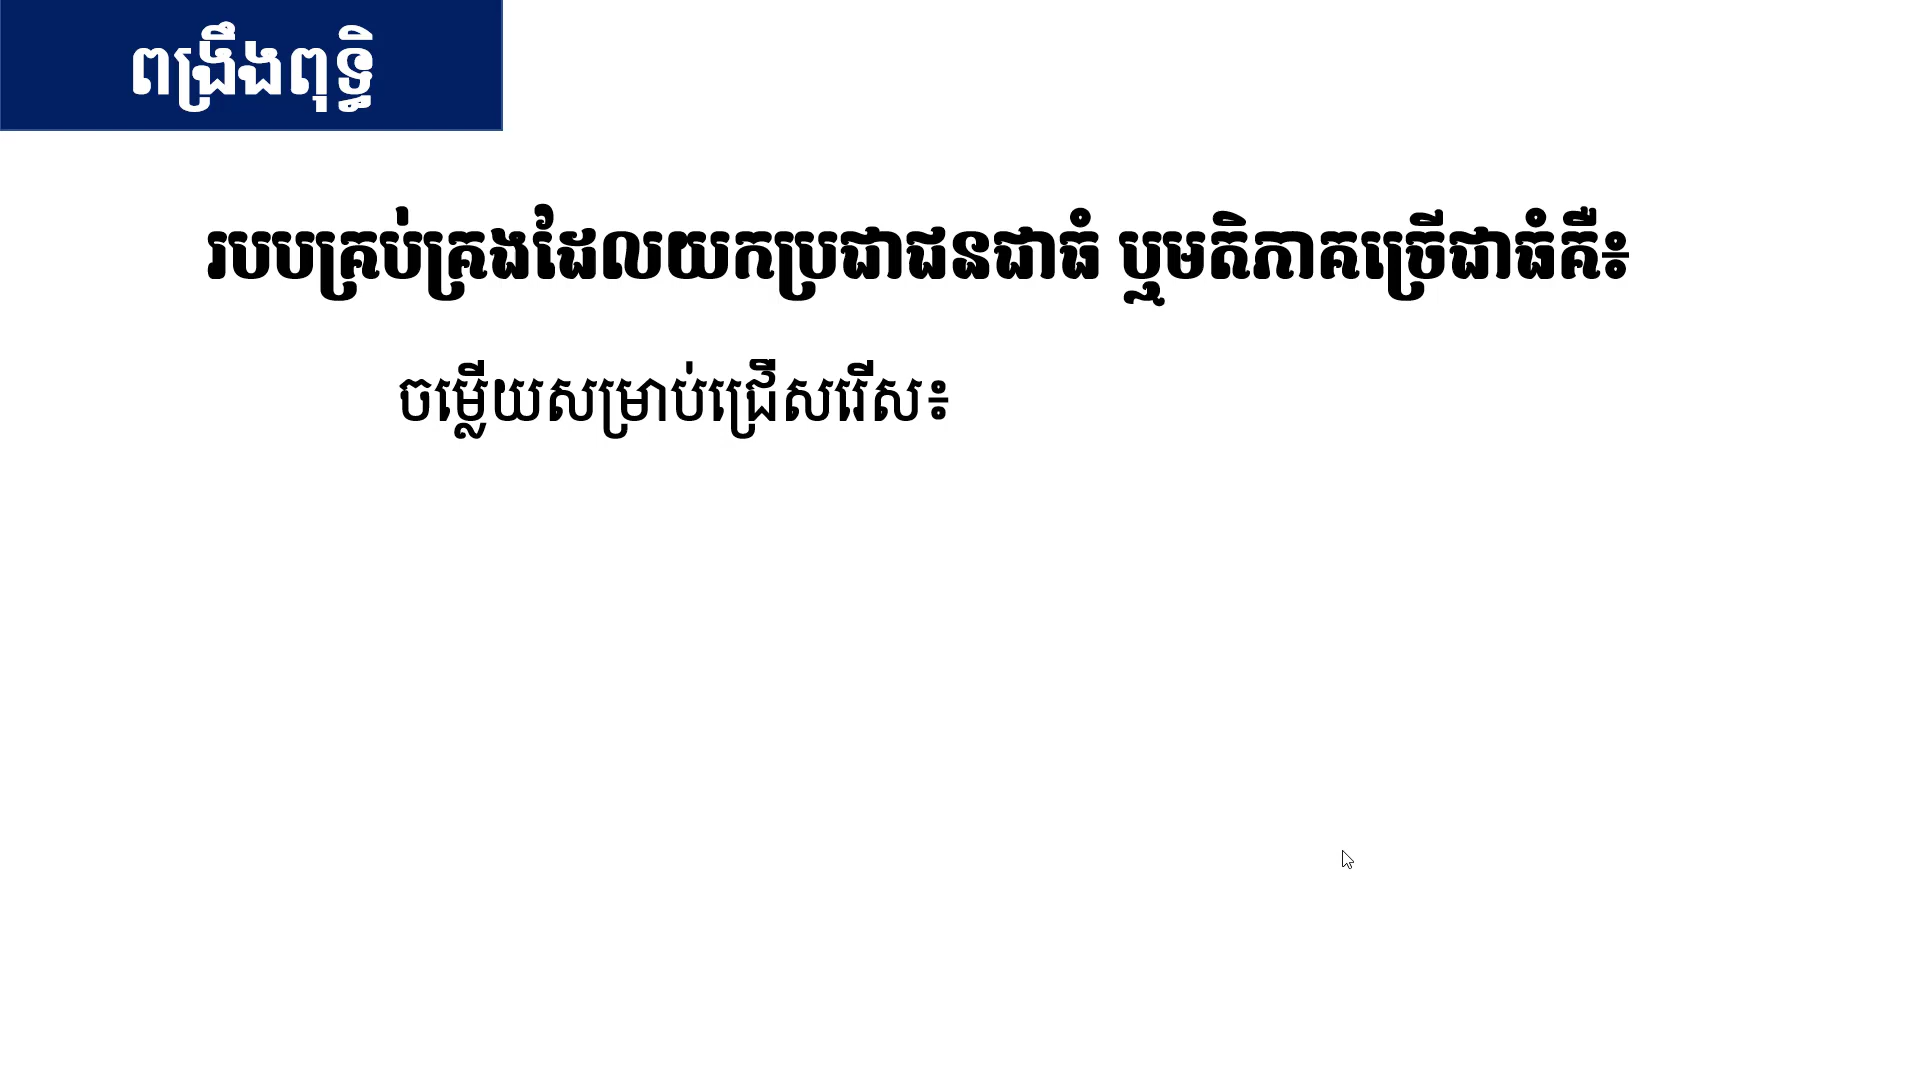 ពង្រឹងពុទ្ធិ
របបគ្រប់គ្រងដែលយកប្រជាជនជាធំ ឬមតិភាគច្រើជាធំគឺ៖
ចម្លើយសម្រាប់ជ្រើសរើស៖